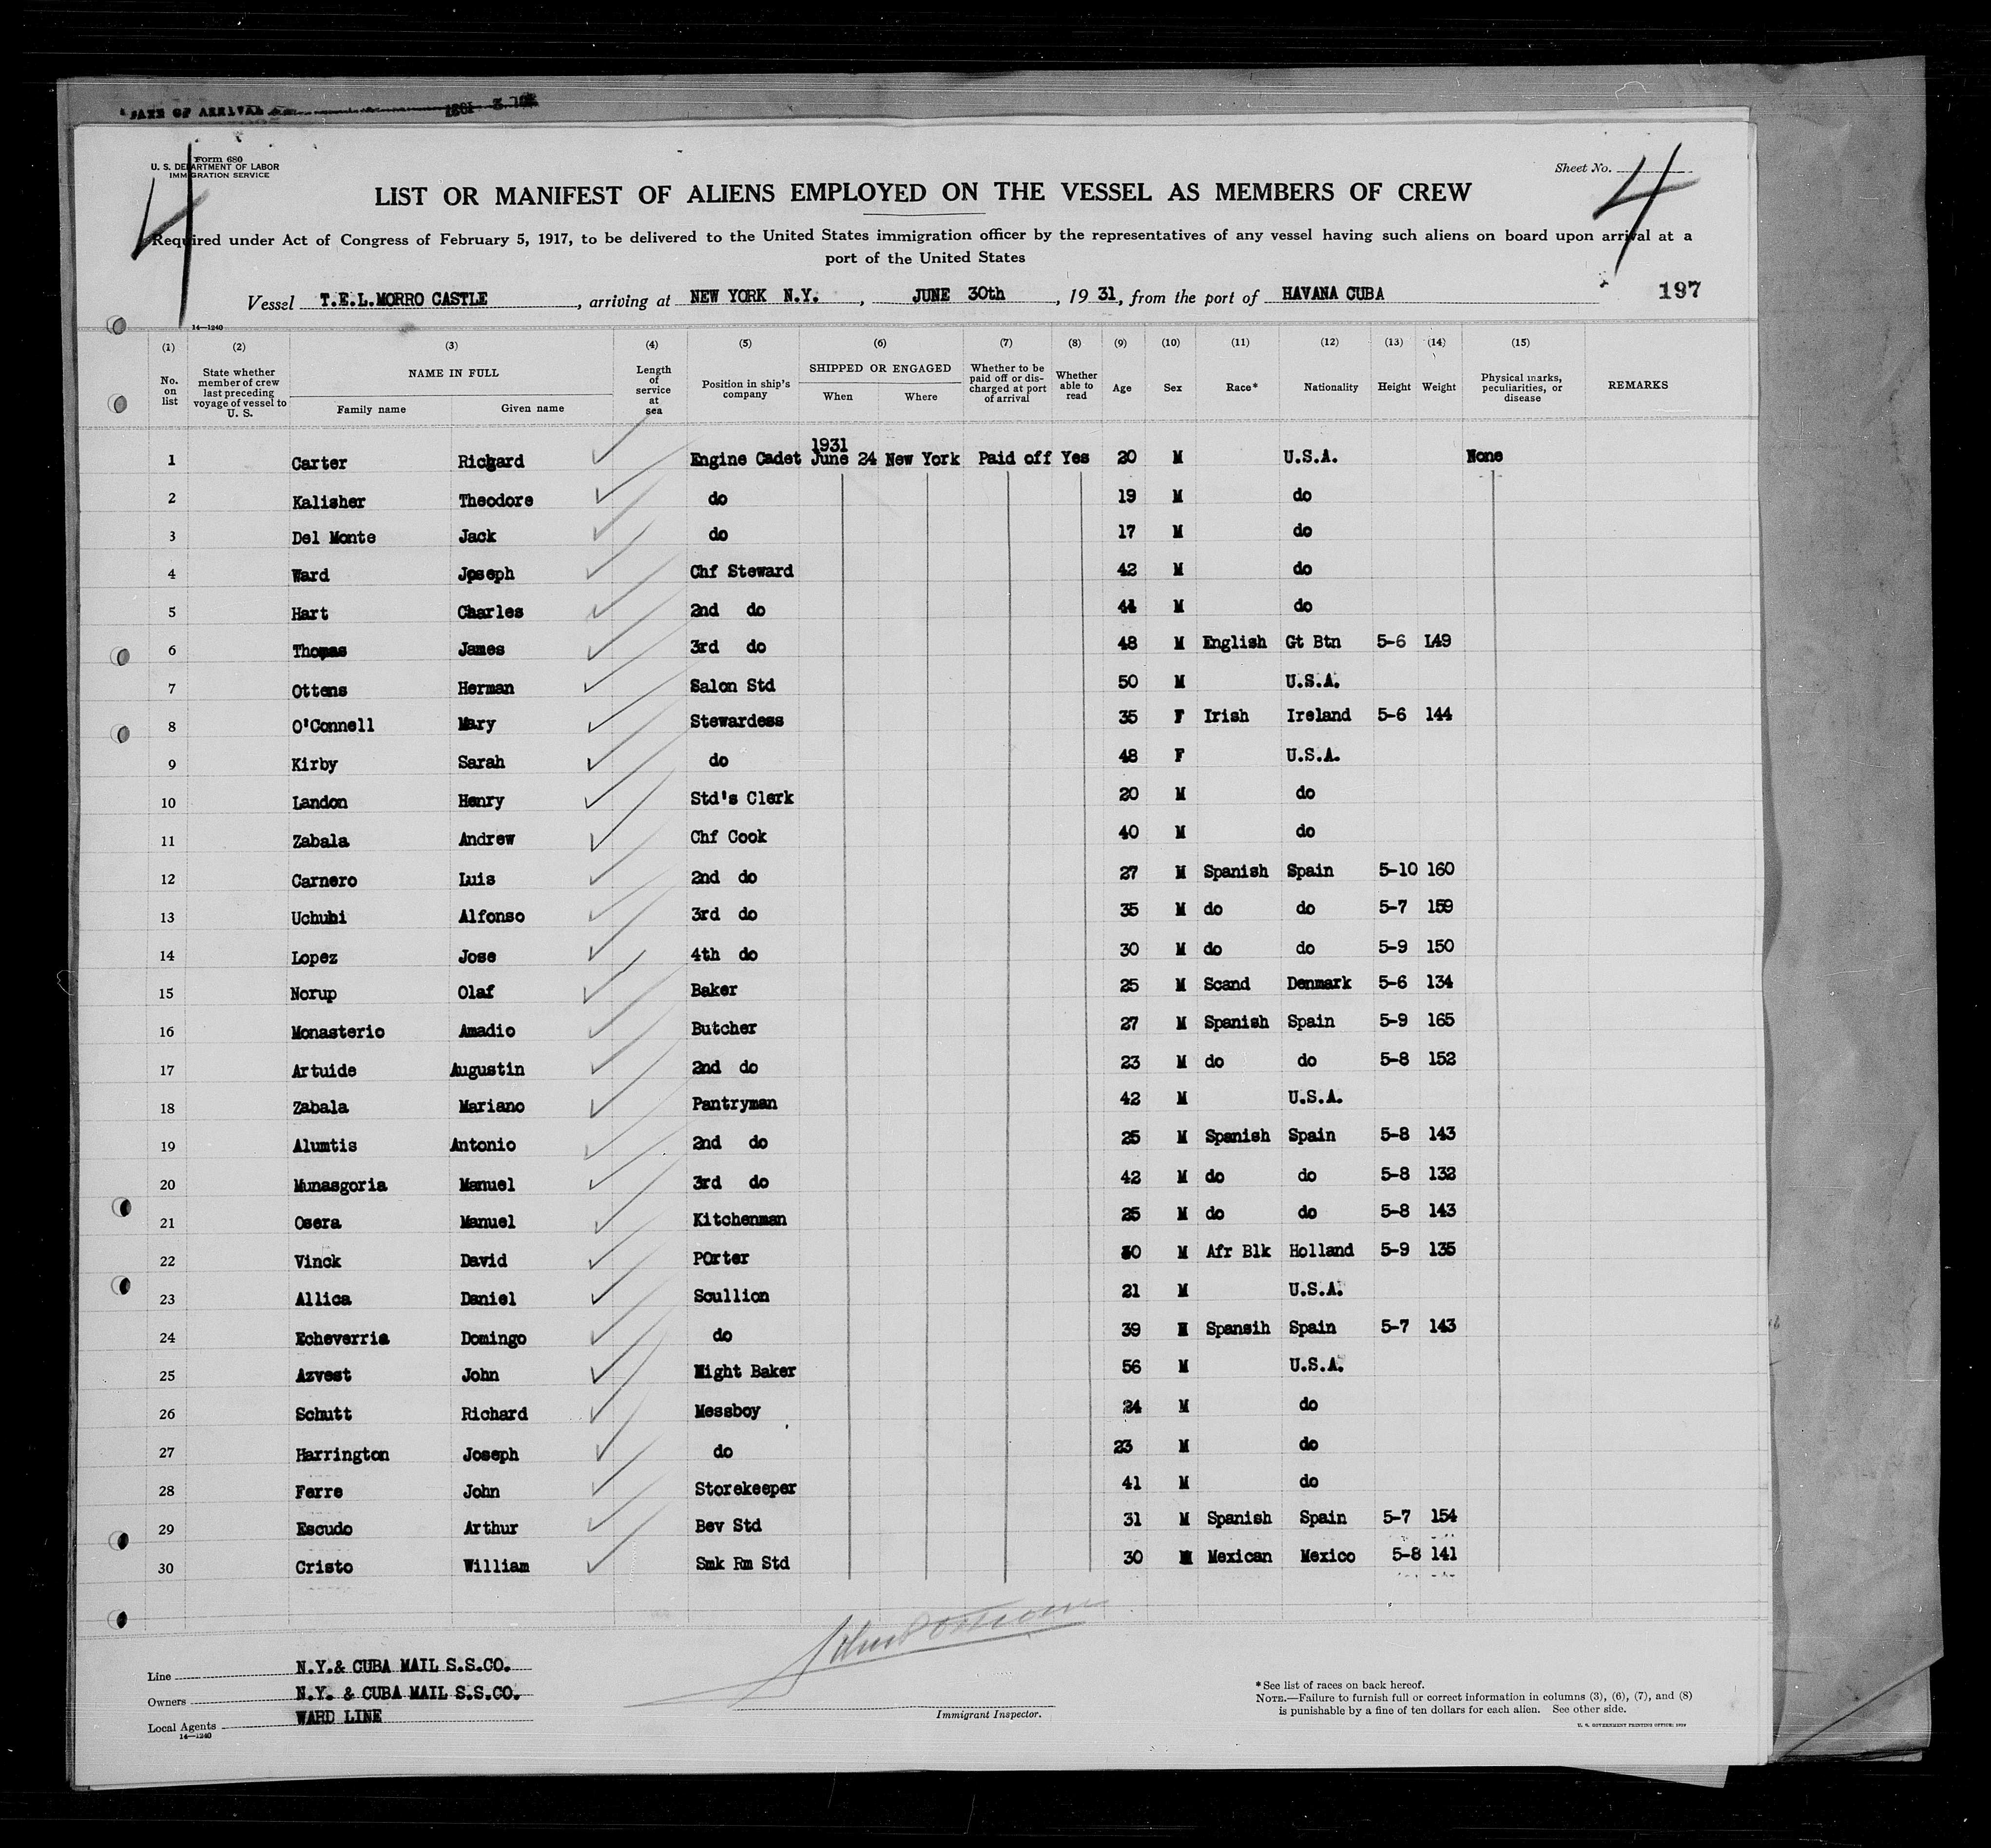 DATE OF ARRIVAL
4
Form 680
U. S. DEPARTMENT OF LABOR
IMMIGRATION SERVICE
Sheet No. 4
LIST OR MANIFEST OF ALIENS EMPLOYED ON THE VESSEL AS MEMBERS OF CREW
Required under Act of Congress of February 5, 1917, to be delivered to the United States immigration officer by the representatives of any vessel having such aliens on board upon arrival at a
port of the United States
Vessel T.E.L.MORRO CASTLE, arriving at NEW YORK N.Y., JUNE 30th, 19 31, from the port of HAVANA CUBA 197
14—1240
(1) (2) (3) (4) (5) (6) (7) (8) (9) (10) (11) (12) (13) (14) (15)
No. on list
State whether member of crew last preceding voyage of vessel to U. S.
NAME IN FULL
Family name Given name
Length of service at sea
Position in ship's company
SHIPPED OR ENGAGED
When Where
Whether to be paid off or discharged at port of arrival
Whether able to read
Age Sex Race* Nationality Height Weight
Physical marks, peculiarities, or disease
REMARKS
1931
1 Carter Richard Engine Cadet June 24 New York Paid off Yes 20 M U.S.A. None
2 Kalisher Theodore do 19 M do
3 Del Monte Jack do 17 M do
4 Ward Joseph Chf Steward 42 M do
5 Hart Charles 2nd do 44 M do
6 Thomas James 3rd do 48 M English Gt Btn 5-6 149
7 Ottens Herman Salon Std 50 M U.S.A.
8 O'Connell Mary Stewardess 35 F Irish Ireland 5-6 144
9 Kirby Sarah do 48 F U.S.A.
10 Landon Henry Std's Clerk 20 M do
11 Zabala Andrew Chf Cook 40 M do
12 Carnero Luis 2nd do 27 M Spanish Spain 5-10 160
13 Uchuhi Alfonso 3rd do 35 M do do 5-7 159
14 Lopez Jose 4th do 30 M do do 5-9 150
15 Norup Olaf Baker 25 M Scand Denmark 5-6 134
16 Monasterio Amadio Butcher 27 M Spanish Spain 5-9 165
17 Artuide Augustin 2nd do 23 M do do 5-8 152
18 Zabala Mariano Pantryman 42 M U.S.A.
19 Alumtis Antonio 2nd do 25 M Spanish Spain 5-8 143
20 Munasgoria Manuel 3rd do 42 M do do 5-8 132
21 Osera Manuel Kitchenman 25 M do do 5-8 143
22 Vinck David POrter M Afr Blk Holland 5-9 135
23 Allica Daniel Scullion 21 M U.S.A.
24 Echeverria Domingo do 39 M Spansih Spain 5-7 143
25 Azvest John Night Baker 56 M U.S.A.
26 Schutt Richard Messboy 24 M do
27 Harrington Joseph do 23 M do
28 Ferre John Storekeeper 41 M do
29 Escudo Arthur Bev Std 31 M Spanish Spain 5-7 154
30 Cristo William Smk Rm Std 30 M Mexican Mexico 5-8 141
Line N.Y.& CUBA MAIL S.S.CO.
Owners N.Y. & CUBA MAIL S.S.CO.
Local Agents WARD LINE
14—1240
Immigrant Inspector.
*See list of races on back hereof.
NOTE.—Failure to furnish full or correct information in columns (3), (6), (7), and (8)
is punishable by a fine of ten dollars for each alien. See other side.
U. S. GOVERNMENT PRINTING OFFICE: 1929